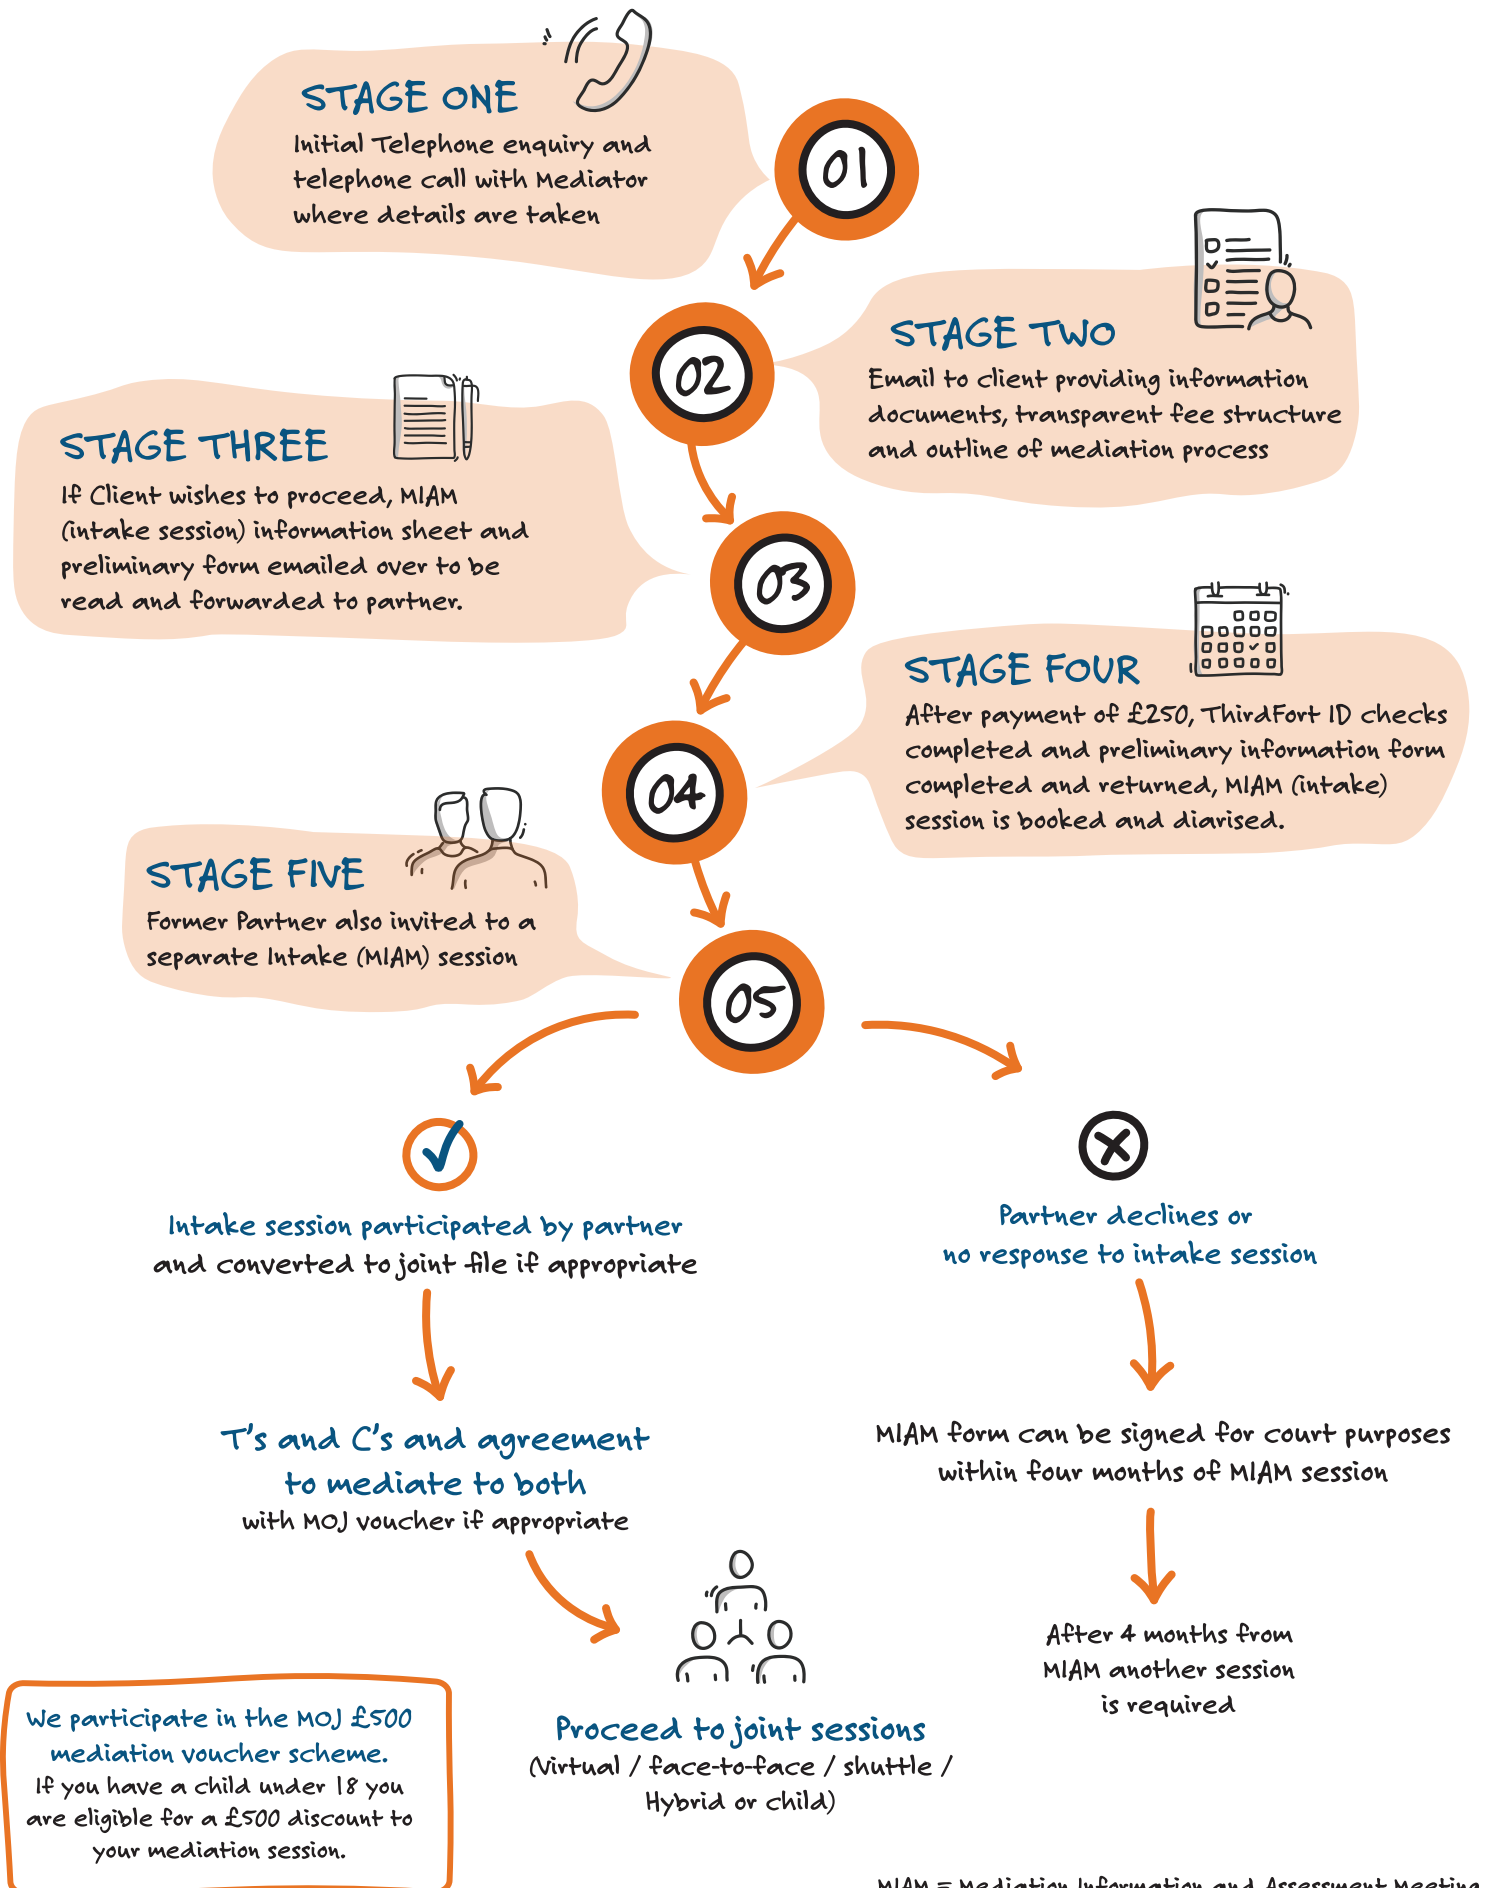 STAGE ONE
Initial Telephone enquiry and
telephone call with Mediator
where details are taken
01
02
STAGE TWO
Email to client providing information
documents, transparent fee structure
and outline of mediation process
STAGE THREE
If Client wishes to proceed, MIAM
(intake session) information sheet and
preliminary form emailed over to be
read and forwarded to partner.
03
STAGE FOUR
After payment of £250, ThirdFort ID checks
completed and preliminary information form
completed and returned, MIAM (intake)
session is booked and diarised.
04
STAGE FIVE
Former Partner also invited to a
separate Intake (MIAM) session
05
Intake session participated by partner
and converted to joint file if appropriate
T's and C's and agreement
to mediate to both
with MOJ voucher if appropriate
Proceed to joint sessions
(Virtual / face-to-face / shuttle /
Hybrid or child)
Partner declines or
no response to intake session
MIAM form can be signed for court purposes
within four months of MIAM session
After 4 months from
MIAM another session
is required
We participate in the MOJ £500
mediation voucher scheme.
If you have a child under 18 you
are eligible for a £500 discount to
your mediation session.
MIAM = Mediation Information and Assessment Meeting